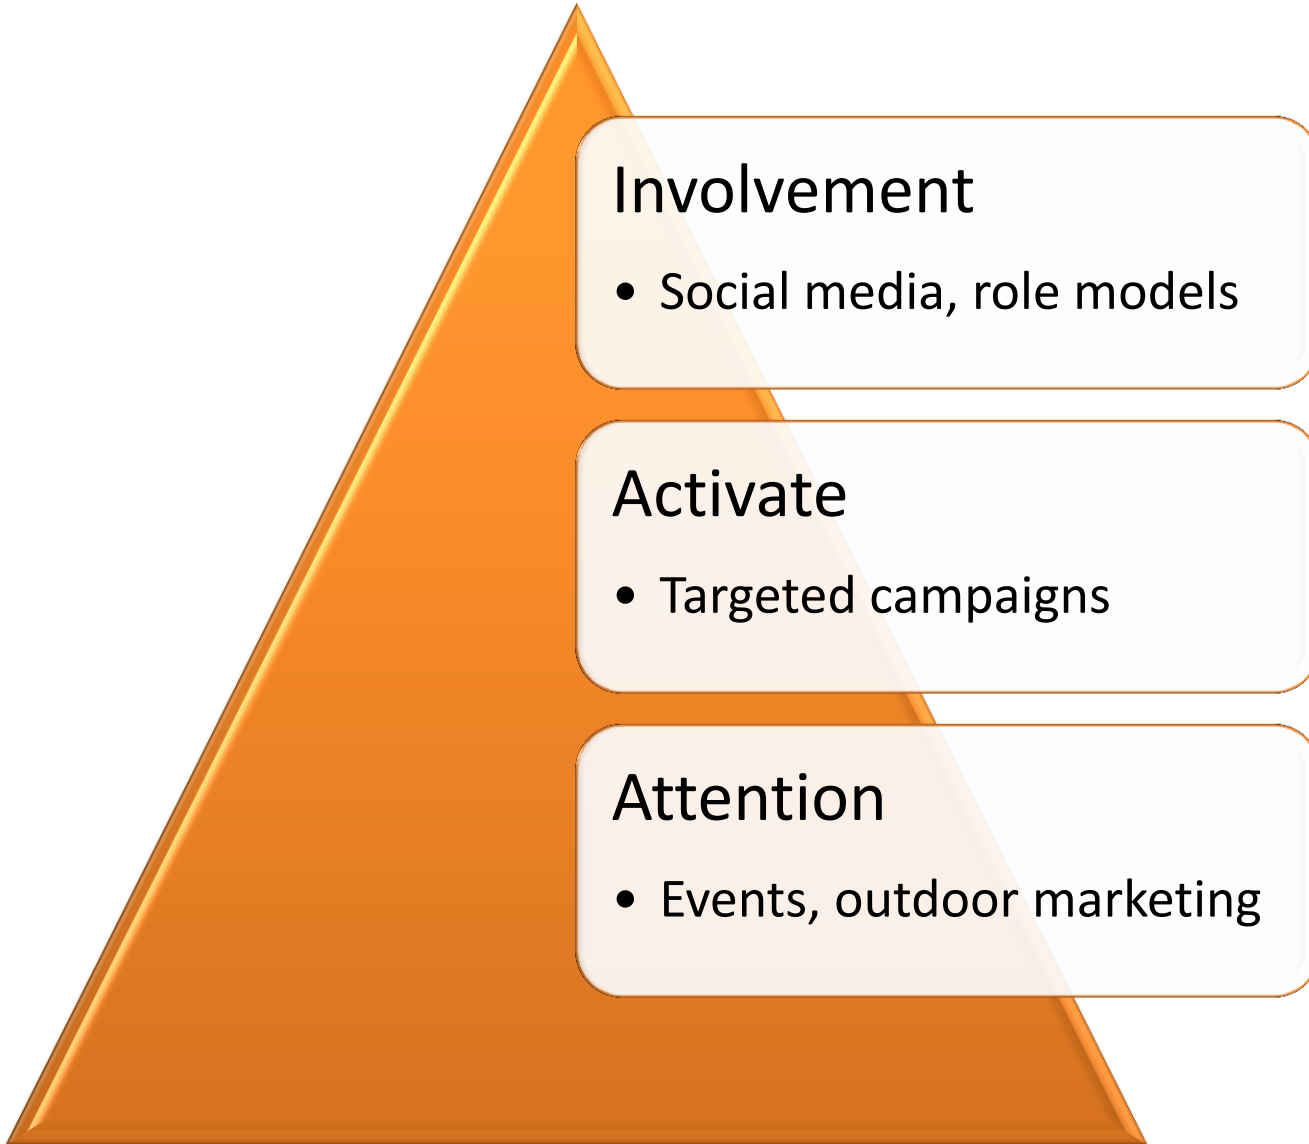 Involvement
• Social media, role models
Activate
• Targeted campaigns
Attention
• Events, outdoor marketing